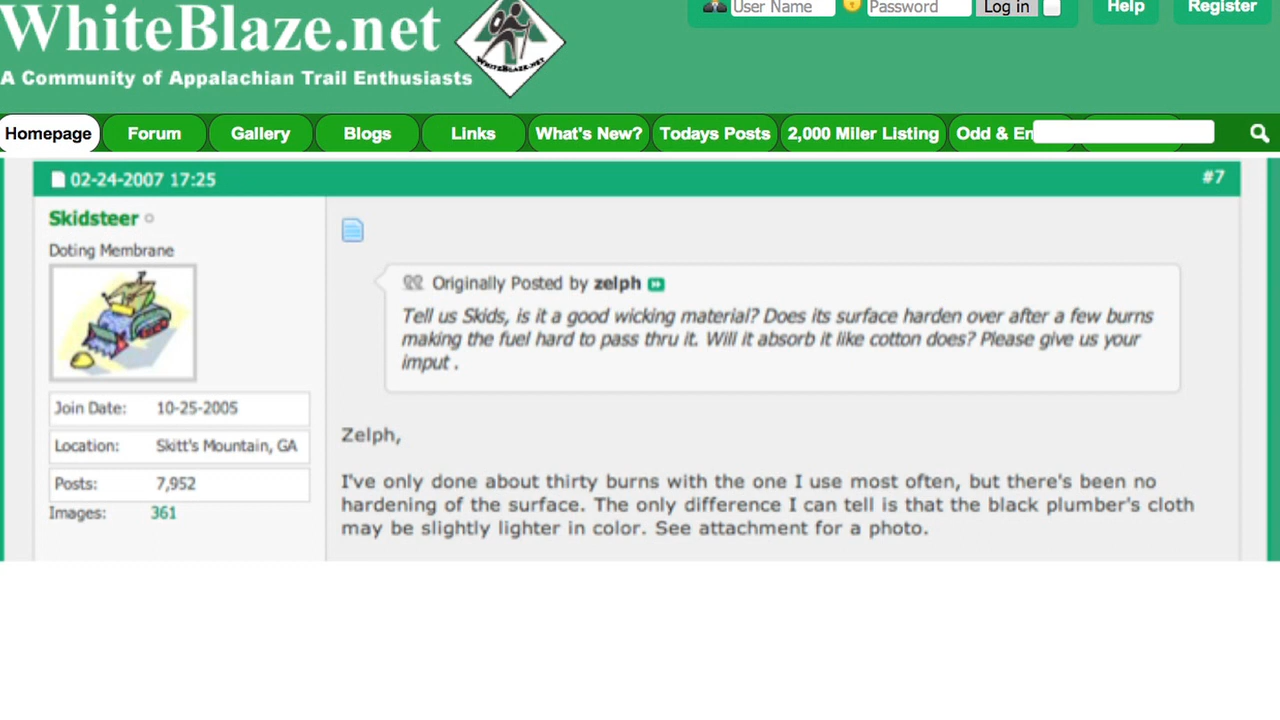 WhiteBlaze.net
WHITEBLAZE.NET
A Community of Appalachian Trail Enthusiasts
User Name
Password
Log in
Help
Register
Homepage
Forum
Gallery
Blogs
Links
What's New?
Todays Posts
2,000 Miler Listing
Odd & En
02-24-2007 17:25
#7
Skidsteer
Doting Membrane
Join Date: 10-25-2005
Location: Skitt's Mountain, GA
Posts: 7,952
Images: 361
Originally Posted by zelph
Tell us Skids, is it a good wicking material? Does its surface harden over after a few burns
making the fuel hard to pass thru it. Will it absorb it like cotton does? Please give us your
imput .
Zelph,
I've only done about thirty burns with the one I use most often, but there's been no
hardening of the surface. The only difference I can tell is that the black plumber's cloth
may be slightly lighter in color. See attachment for a photo.